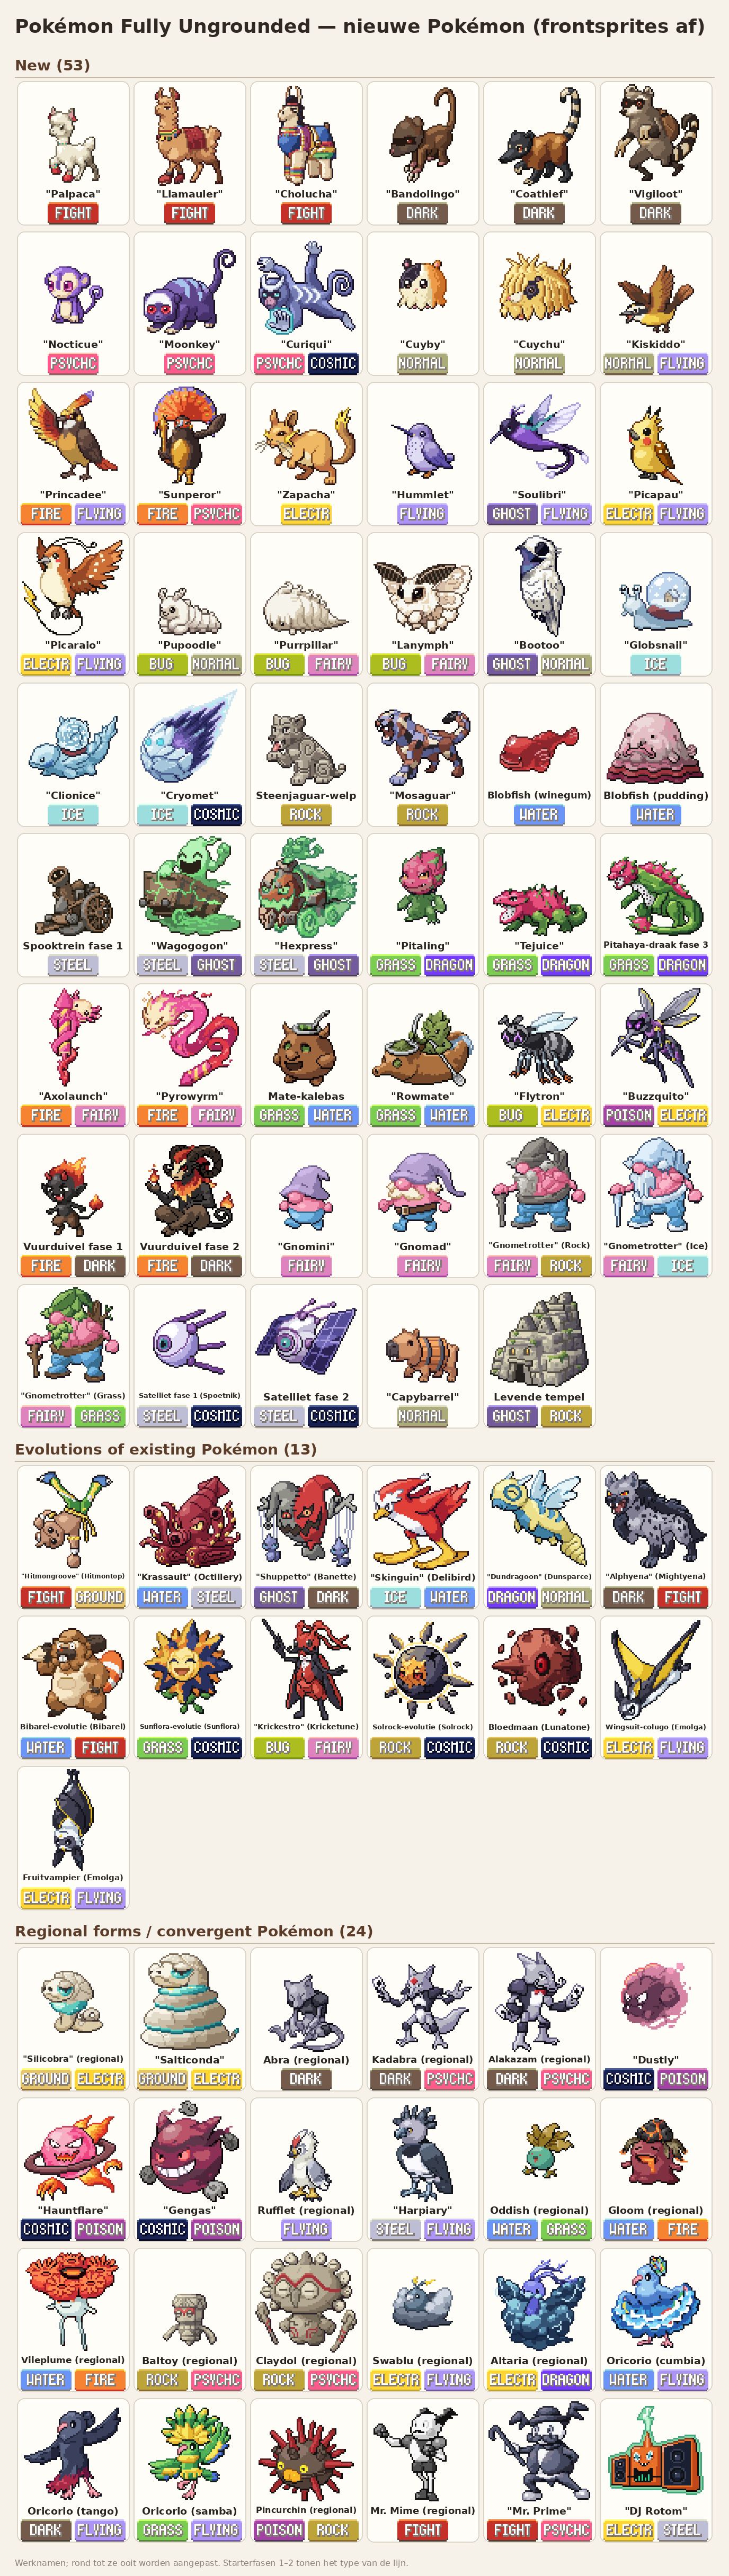 Pokémon Fully Ungrounded — nieuwe Pokémon (frontsprites af)
New (53)
"Palpaca" "Llamauler" "Cholucha" "Bandolingo" "Coathief" "Vigiloot"
FIGHT FIGHT FIGHT DARK DARK DARK
"Nocticue" "Moonkey" "Curiqui" "Cuyby" "Cuychu" "Kiskiddo"
PSYCHC PSYCHC PSYCHC COSMIC NORMAL NORMAL NORMAL FLYING
"Princadee" "Sunperor" "Zapacha" "Hummlet" "Soulibri" "Picapau"
FIRE FLYING FIRE PSYCHC ELECTR FLYING GHOST FLYING ELECTR FLYING
"Picaraio" "Pupoodle" "Purrpillar" "Lanymph" "Bootoo" "Globsnail"
ELECTR FLYING BUG NORMAL BUG FAIRY BUG FAIRY GHOST NORMAL ICE
"Clionice" "Cryomet" Steenjaguar-welp "Mosaguar" Blobfish (winegum) Blobfish (pudding)
ICE ICE COSMIC ROCK ROCK WATER WATER
Spooktrein fase 1 "Wagogogon" "Hexpress" "Pitaling" "Tejuice" Pitahaya-draak fase 3
STEEL STEEL GHOST STEEL GHOST GRASS DRAGON GRASS DRAGON GRASS DRAGON
"Axolaunch" "Pyrowyrm" Mate-kalebas "Rowmate" "Flytron" "Buzzquito"
FIRE FAIRY FIRE FAIRY GRASS WATER GRASS WATER BUG ELECTR POISON ELECTR
Vuurduivel fase 1 Vuurduivel fase 2 "Gnomini" "Gnomad" "Gnometrotter" (Rock) "Gnometrotter" (Ice)
FIRE DARK FIRE DARK FAIRY FAIRY FAIRY ROCK FAIRY ICE
"Gnometrotter" (Grass) Satelliet fase 1 (Spoetnik) Satelliet fase 2 "Capybarrel" Levende tempel
FAIRY GRASS STEEL COSMIC STEEL COSMIC NORMAL GHOST ROCK
Evolutions of existing Pokémon (13)
"Hitmongroove" (Hitmontop) "Krassault" (Octillery) "Shuppetto" (Banette) "Skinguin" (Delibird) "Dundragoon" (Dunsparce) "Alphyena" (Mightyena)
FIGHT GROUND WATER STEEL GHOST DARK ICE WATER DRAGON NORMAL DARK FIGHT
Bibarel-evolutie (Bibarel) Sunflora-evolutie (Sunflora) "Krickestro" (Kricketune) Solrock-evolutie (Solrock) Bloedmaan (Lunatone) Wingsuit-colugo (Emolga)
WATER FIGHT GRASS COSMIC BUG FAIRY ROCK COSMIC ROCK COSMIC ELECTR FLYING
Fruitvampier (Emolga)
ELECTR FLYING
Regional forms / convergent Pokémon (24)
"Silicobra" (regional) "Salticonda" Abra (regional) Kadabra (regional) Alakazam (regional) "Dustly"
GROUND ELECTR GROUND ELECTR DARK DARK PSYCHC DARK PSYCHC COSMIC POISON
"Hauntflare" "Gengas" Rufflet (regional) "Harpiary" Oddish (regional) Gloom (regional)
COSMIC POISON COSMIC POISON FLYING STEEL FLYING WATER GRASS WATER FIRE
Vileplume (regional) Baltoy (regional) Claydol (regional) Swablu (regional) Altaria (regional) Oricorio (cumbia)
WATER FIRE ROCK PSYCHC ROCK PSYCHC ELECTR FLYING ELECTR DRAGON WATER FLYING
Oricorio (tango) Oricorio (samba) Pincurchin (regional) Mr. Mime (regional) "Mr. Prime" "DJ Rotom"
DARK FLYING GRASS FLYING POISON ROCK FIGHT FIGHT PSYCHC ELECTR STEEL
Werknamen; rond tot ze ooit worden aangepast. Starterfasen 1–2 tonen het type van de lijn.